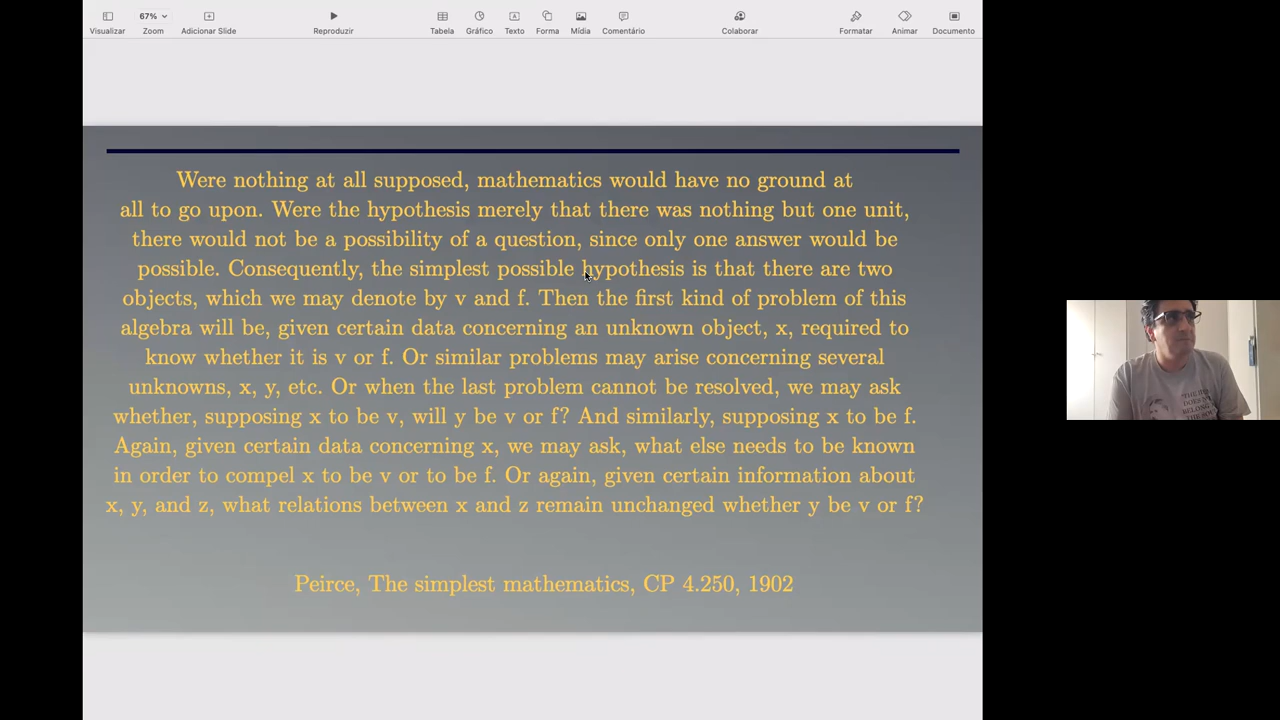 67%
Visualizar Zoom Adicionar Slide Reproduzir Tabela Gráfico Texto Forma Mídia Comentário Colaborar Formatar Animar Documento
Were nothing at all supposed, mathematics would have no ground at
all to go upon. Were the hypothesis merely that there was nothing but one unit,
there would not be a possibility of a question, since only one answer would be
possible. Consequently, the simplest possible hypothesis is that there are two
objects, which we may denote by v and f. Then the first kind of problem of this
algebra will be, given certain data concerning an unknown object, x, required to
know whether it is v or f. Or similar problems may arise concerning several
unknowns, x, y, etc. Or when the last problem cannot be resolved, we may ask
whether, supposing x to be v, will y be v or f? And similarly, supposing x to be f.
Again, given certain data concerning x, we may ask, what else needs to be known
in order to compel x to be v or to be f. Or again, given certain information about
x, y, and z, what relations between x and z remain unchanged whether y be v or f?
Peirce, The simplest mathematics, CP 4.250, 1902